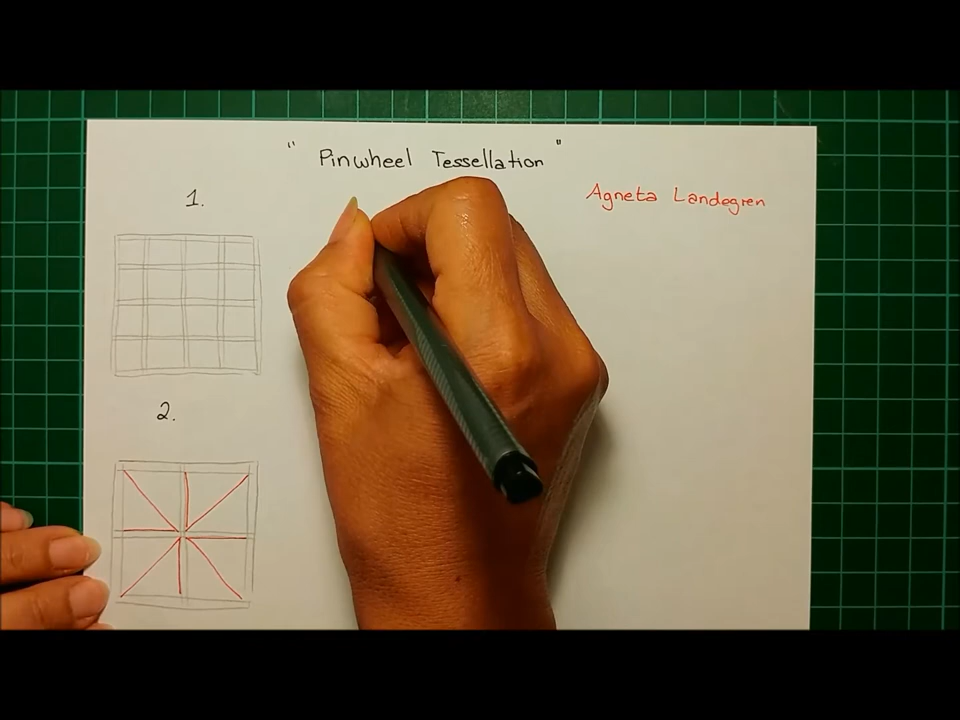 " Pinwheel Tessellation "
Agneta Landegren
1.
2.